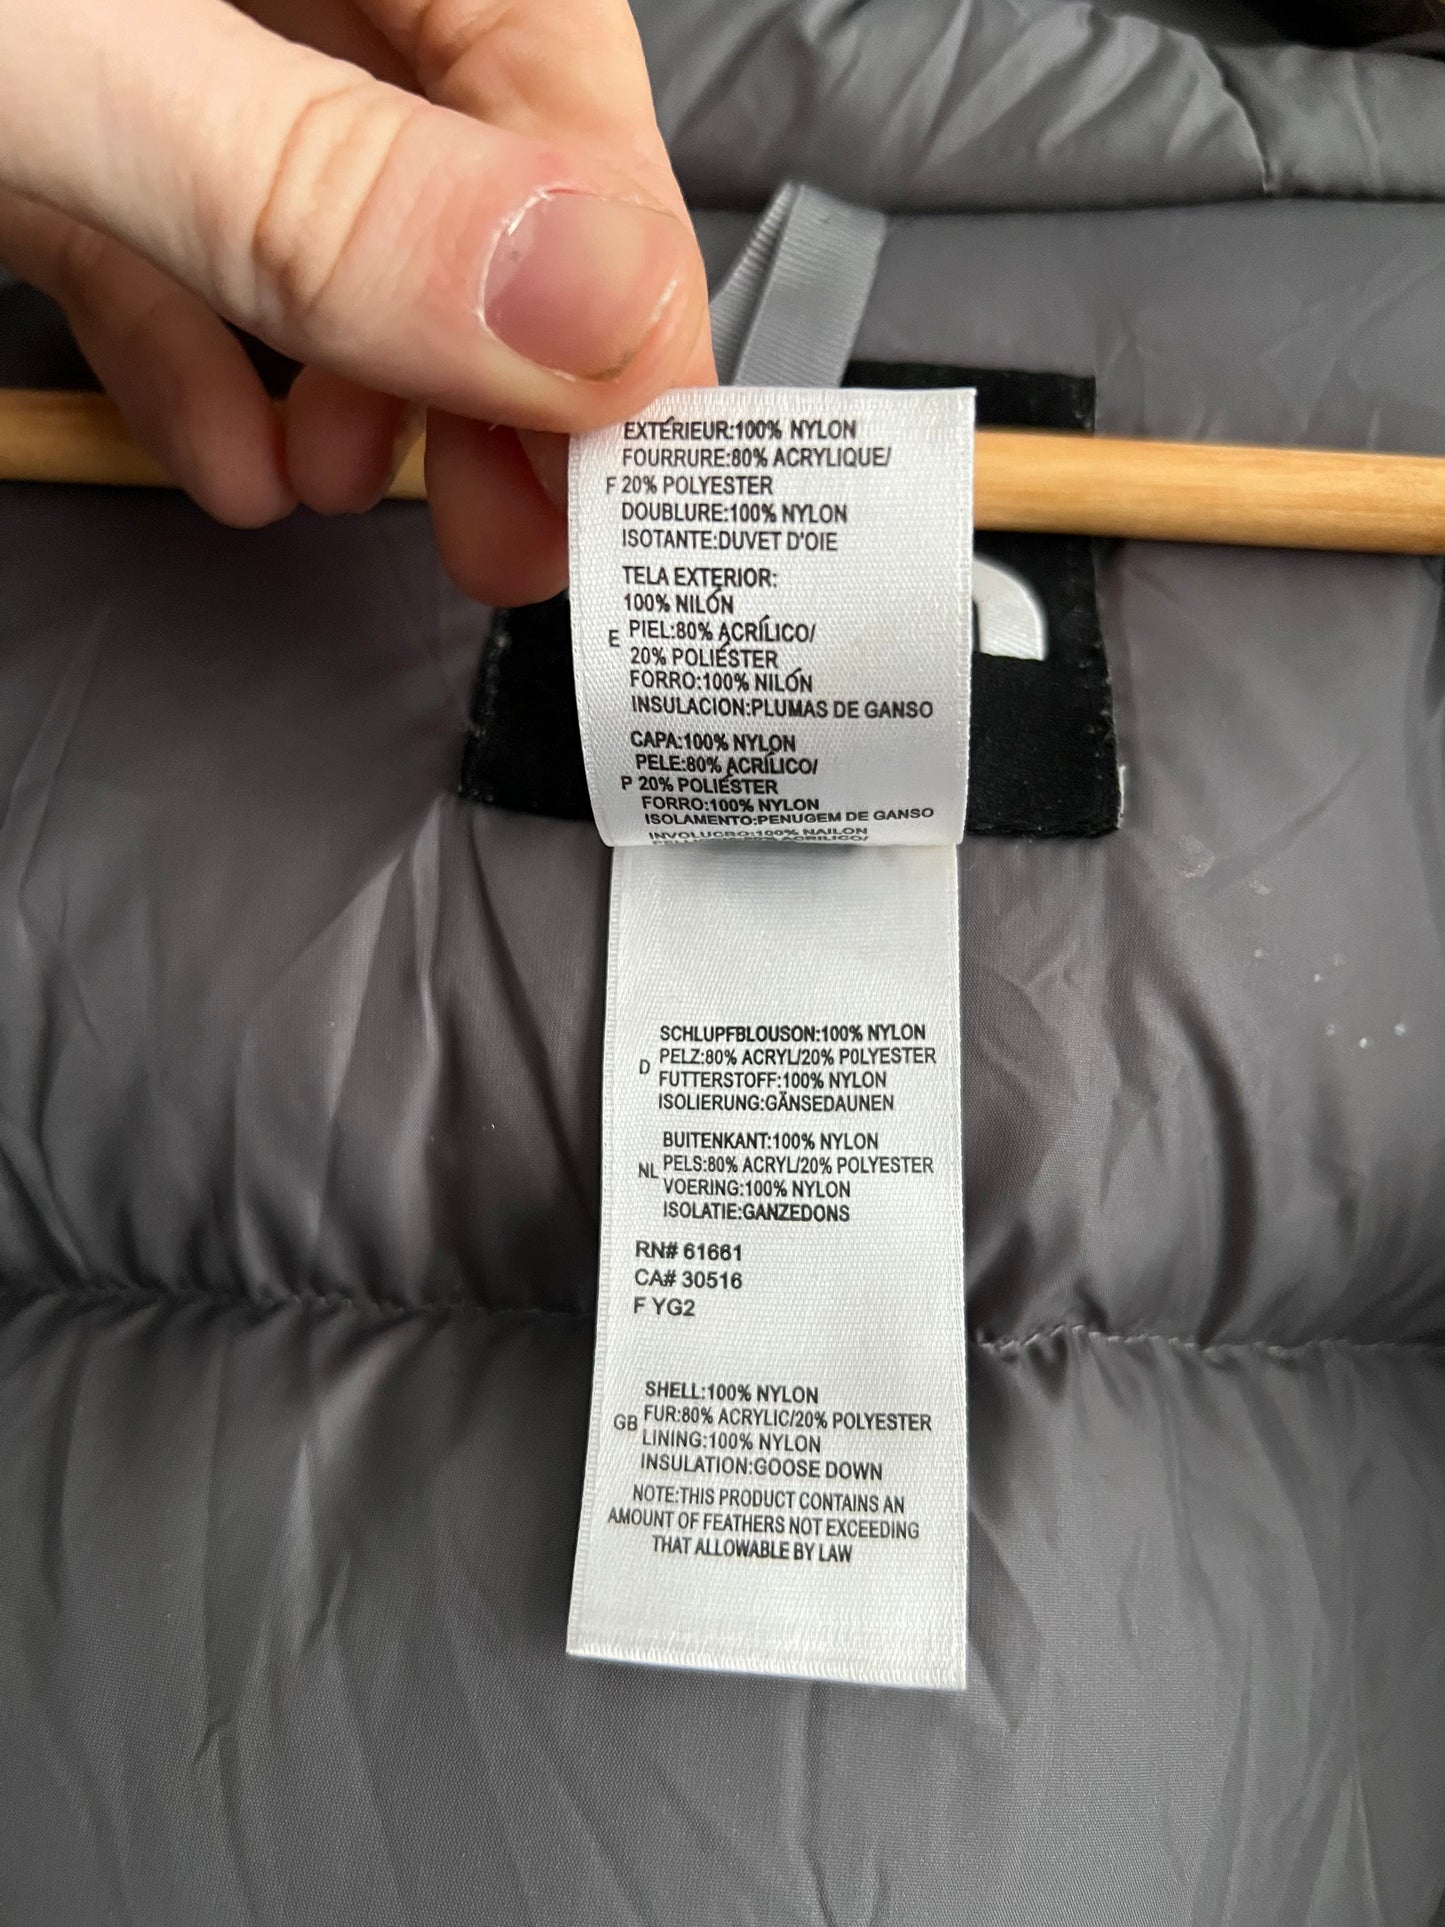 EXTÉRIEUR:100% NYLON
FOURRURE:80% ACRYLIQUE/
F 20% POLYESTER
DOUBLURE:100% NYLON
ISOTANTE:DUVET D'OIE
TELA EXTERIOR:
100% NILÓN
E PIEL:80% ACRÍLICO/
20% POLIÉSTER
FORRO:100% NILÓN
INSULACION:PLUMAS DE GANSO
CAPA:100% NYLON
PELE:80% ACRÍLICO/
P 20% POLIÉSTER
FORRO:100% NYLON
ISOLAMENTO:PENUGEM DE GANSO
INVOLUCRO:100% NAILON
SCHLUPFBLOUSON:100% NYLON
D PELZ:80% ACRYL/20% POLYESTER
FUTTERSTOFF:100% NYLON
ISOLIERUNG:GÄNSEDAUNEN
BUITENKANT:100% NYLON
NL PELS:80% ACRYL/20% POLYESTER
VOERING:100% NYLON
ISOLATIE:GANZEDONS
RN# 61661
CA# 30516
F YG2
SHELL:100% NYLON
GB FUR:80% ACRYLIC/20% POLYESTER
LINING:100% NYLON
INSULATION:GOOSE DOWN
NOTE:THIS PRODUCT CONTAINS AN
AMOUNT OF FEATHERS NOT EXCEEDING
THAT ALLOWABLE BY LAW